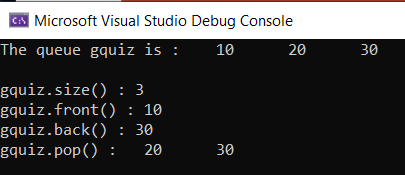 Microsoft Visual Studio Debug Console
The queue gquiz is : 10 20 30
gquiz.size() : 3
gquiz.front() : 10
gquiz.back() : 30
gquiz.pop() : 20 30